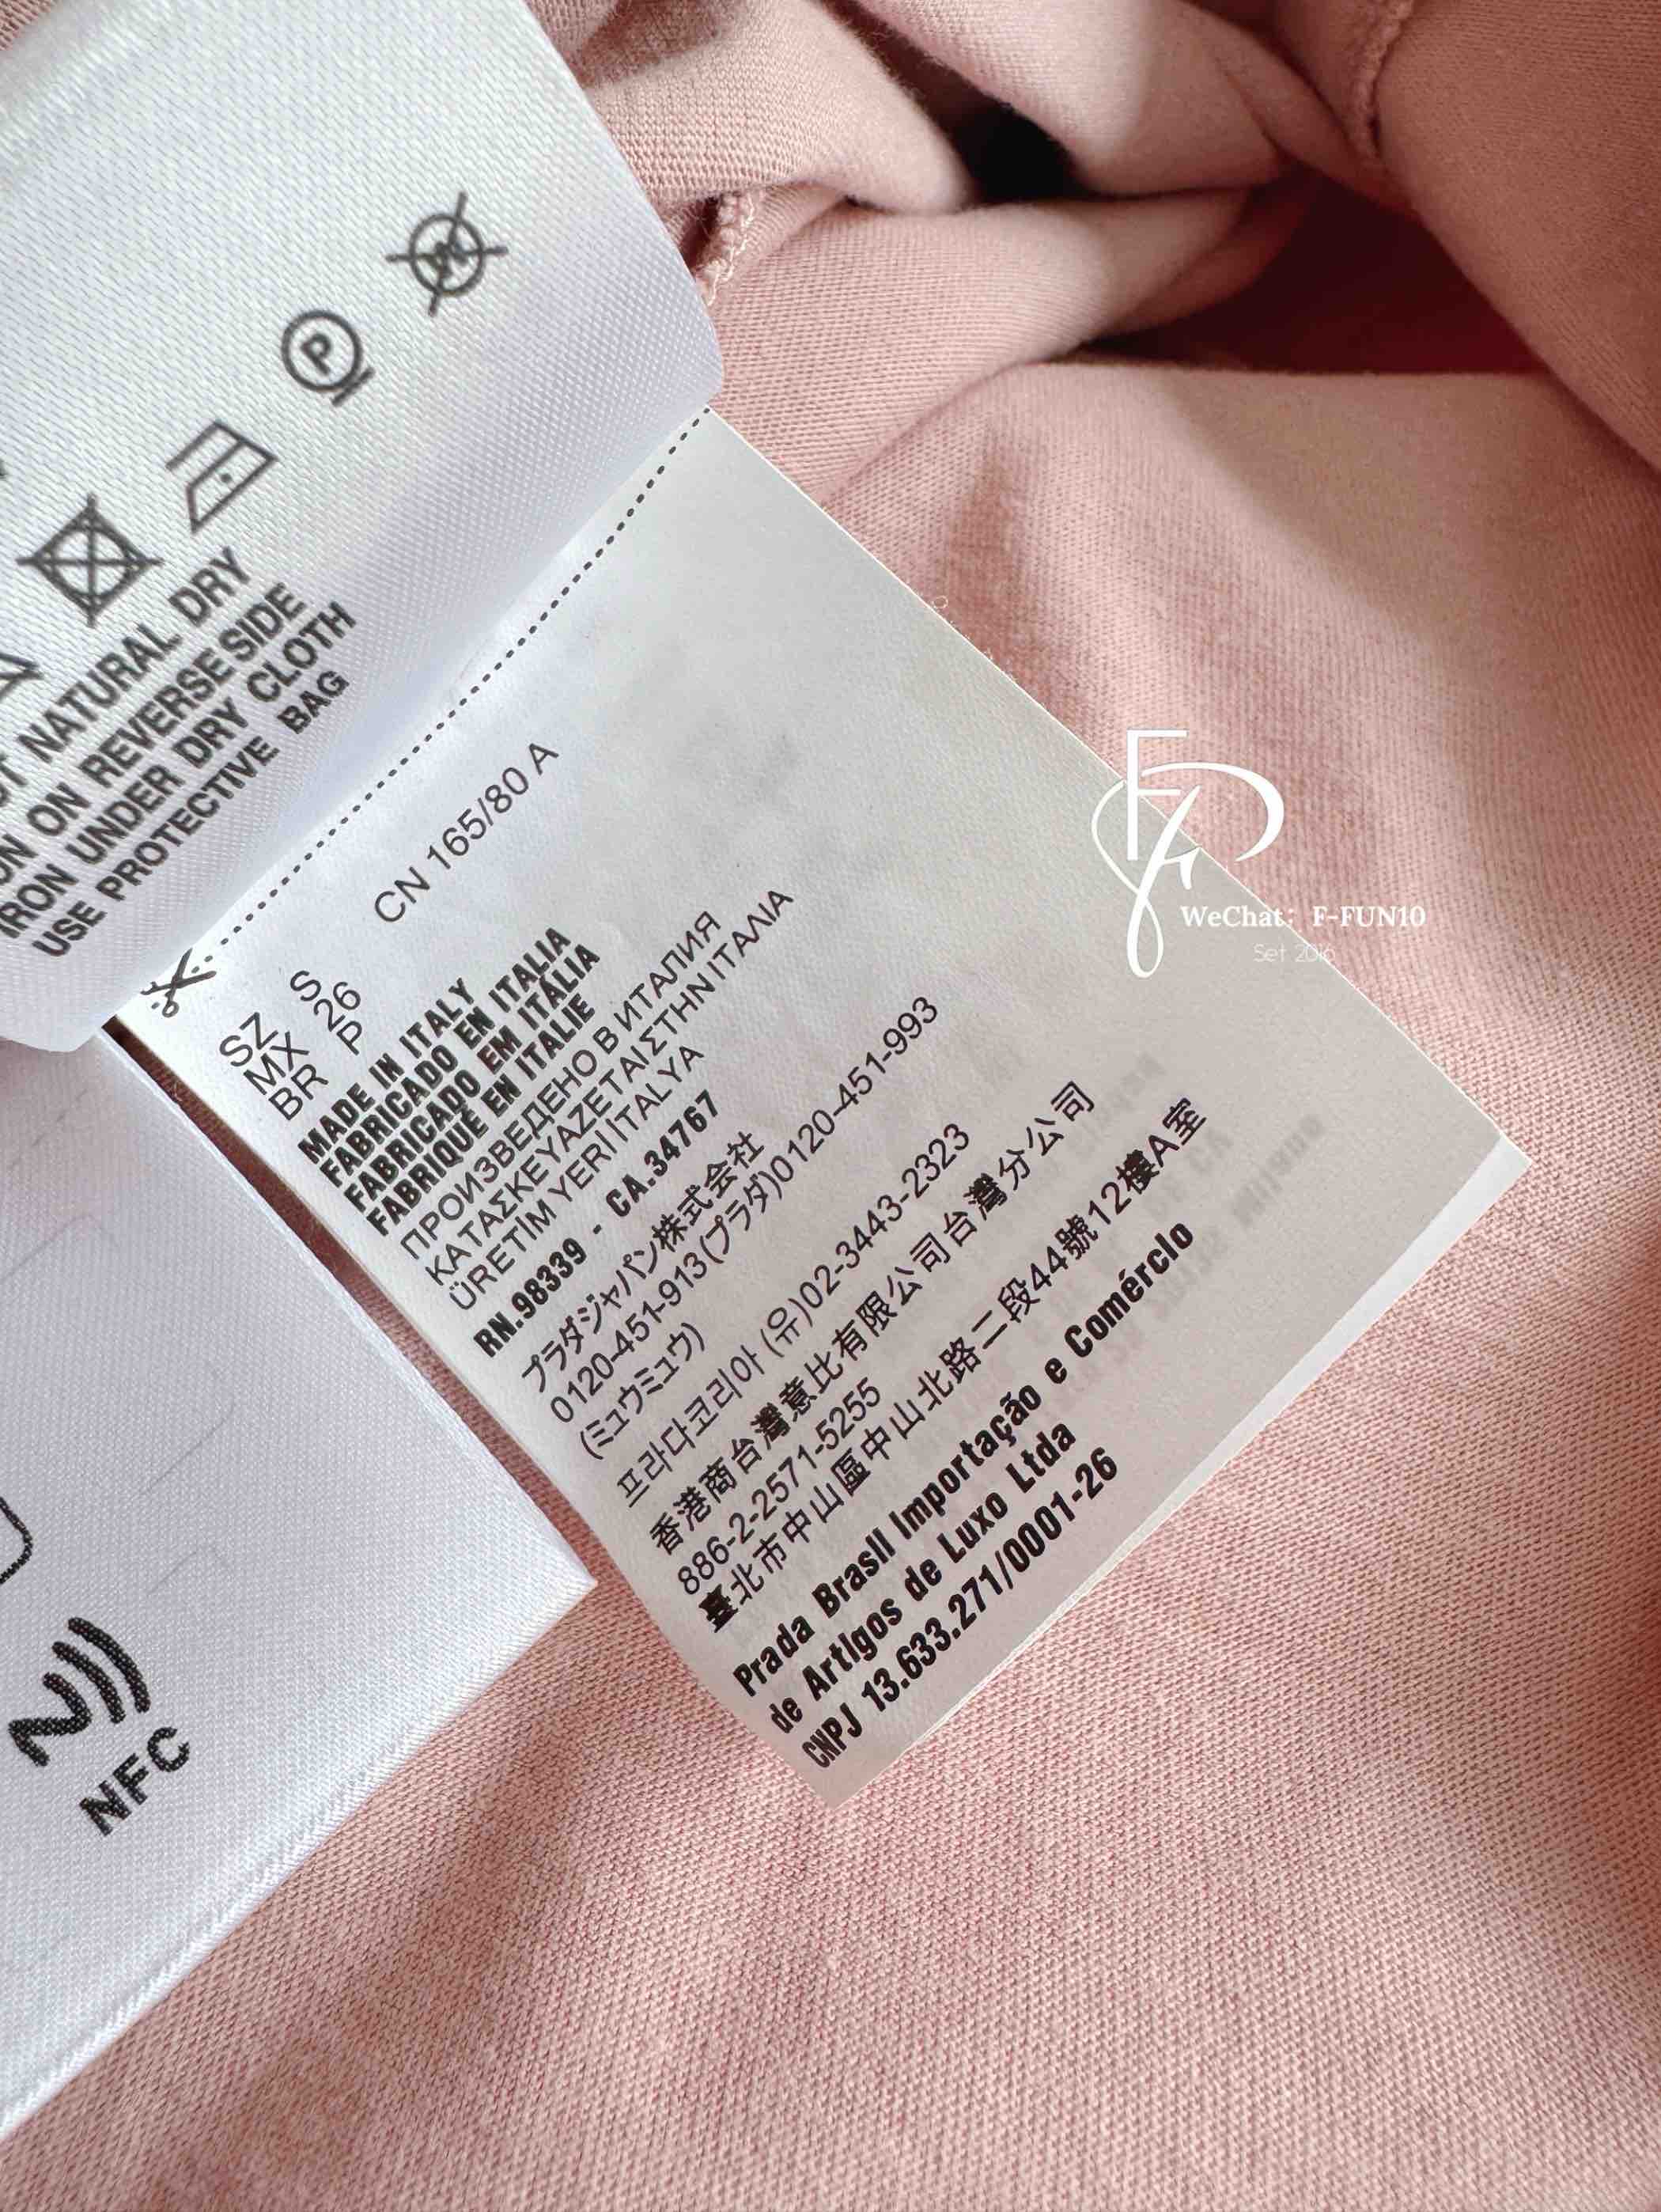 NATURAL DRY
ON REVERSE SIDE
IRON UNDER DRY CLOTH
USE PROTECTIVE BAG
CN 165/80 A
SZ S
MX 26
BR P
MADE IN ITALY
FABRICADO EN ITALIA
FABRICADO EM ITÁLIA
FABRIQUÉ EN ITALIE
ПРОИЗВЕДЕНО В ИТАЛИЯ
ΚΑΤΑΣΚΕΥΑΖΕΤΑΙ ΣΤΗΝ ΙΤΑΛΙΑ
ÜRETİM YERİ İTALYA
RN.98339 - CA.34767
プラダジャパン株式会社
0120-451-913(プラダ)0120-451-993
(ミュウミュウ)
프라다코리아 (유)02-3443-2323
香港商台灣意比有限公司台灣分公司
886-2-2571-5255
臺北市中山區中山北路二段44號12樓A室
Prada Brasil Importação e Comércio
de Artigos de Luxo Ltda
CNPJ 13.633.271/0001-26
NFC
WeChat: F-FUN10
Set 2016